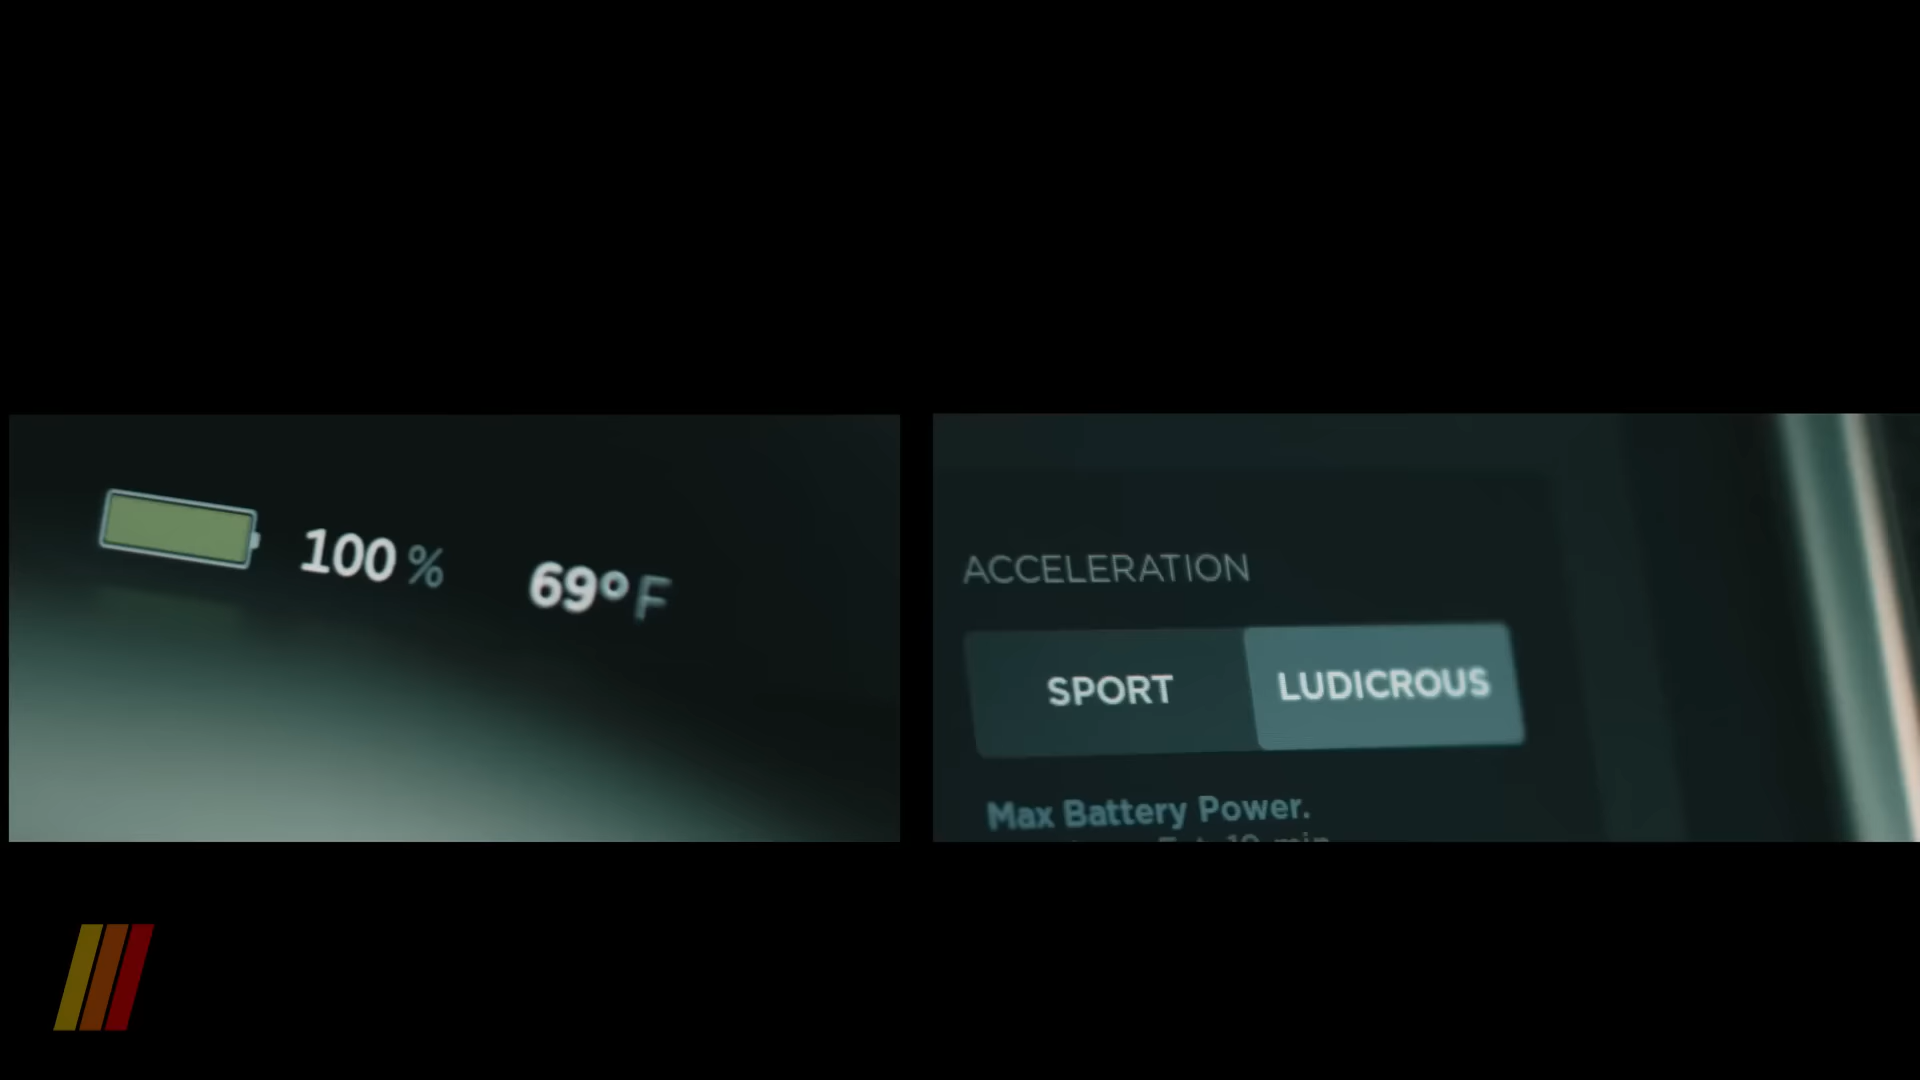 100 %
69° F
ACCELERATION
SPORT
LUDICROUS
Max Battery Power.